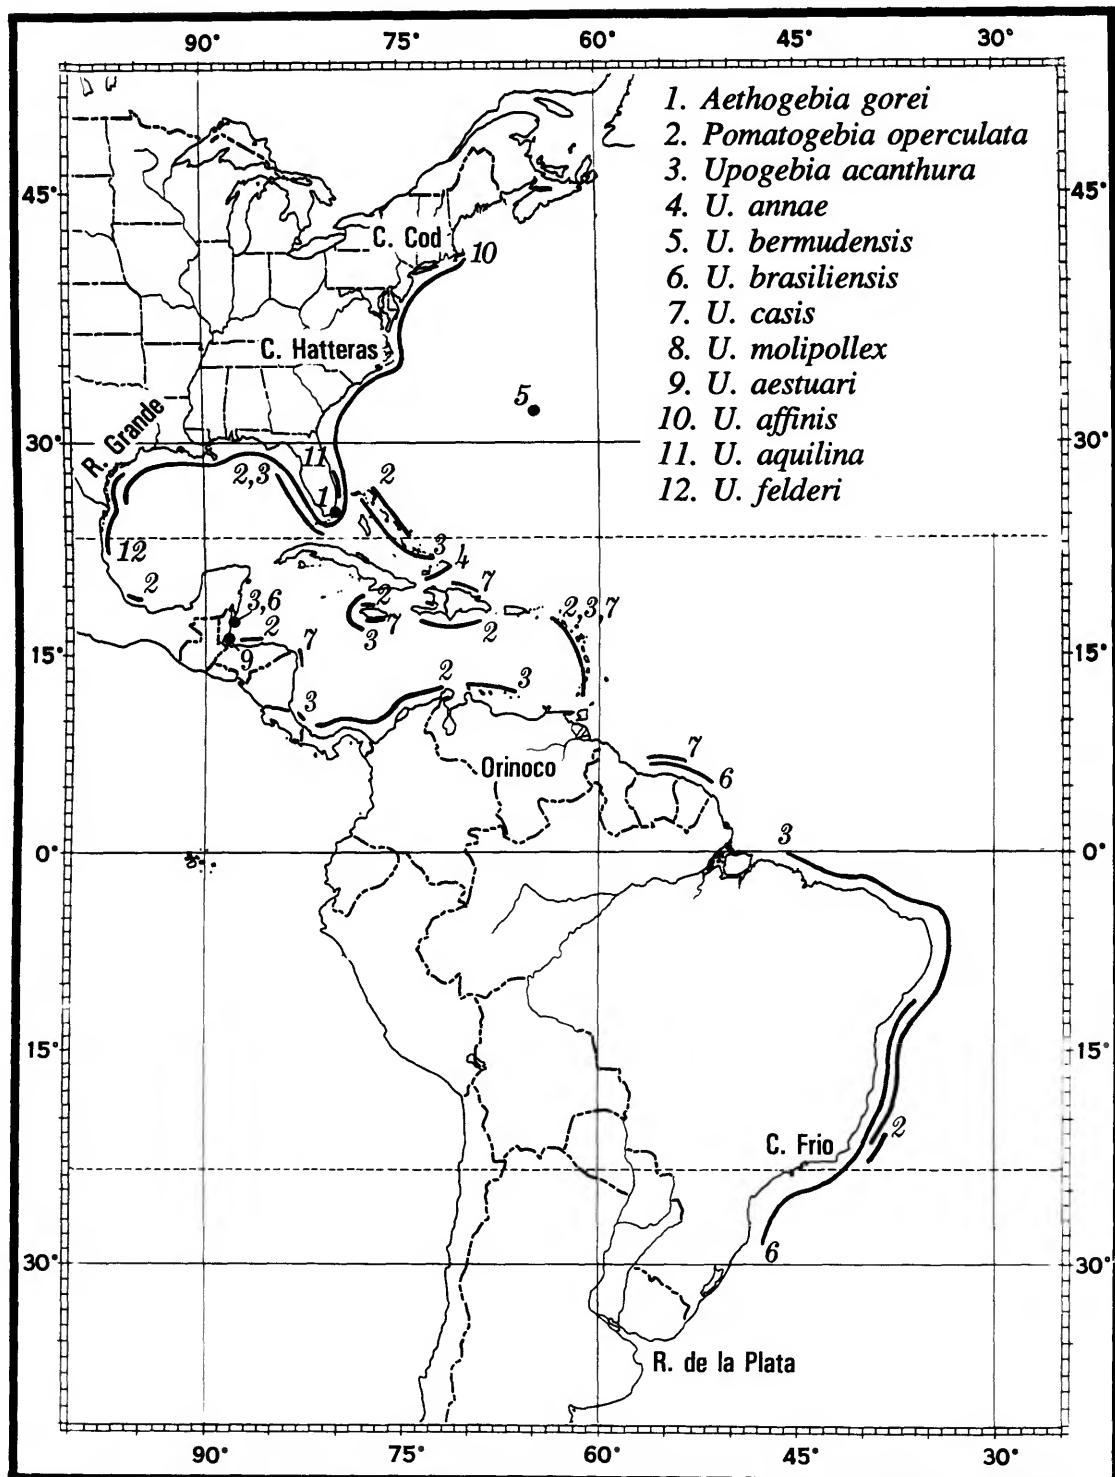 90° 75° 60° 45° 30°
1. Aethogebia gorei
2. Pomatogebia operculata
3. Upogebia acanthura
45° 45°
4. U. annae
C. Cod
5. U. bermudensis
10
6. U. brasiliensis
7. U. casis
C. Hatteras
8. U. molipollex
9. U. aestuari
5
10. U. affinis
R. Grande
30° 30°
11
11. U. aquilina
2,3
2
12. U. felderi
1
12
3
4
2
7
3,6
2
2,3,7
2
3
7
2
9
7
15° 15°
2
3
3
7
Orinoco
6
3
0° 0°
15° 15°
2
C. Frio
6
30° 30°
R. de la Plata
90° 75° 60° 45° 30°